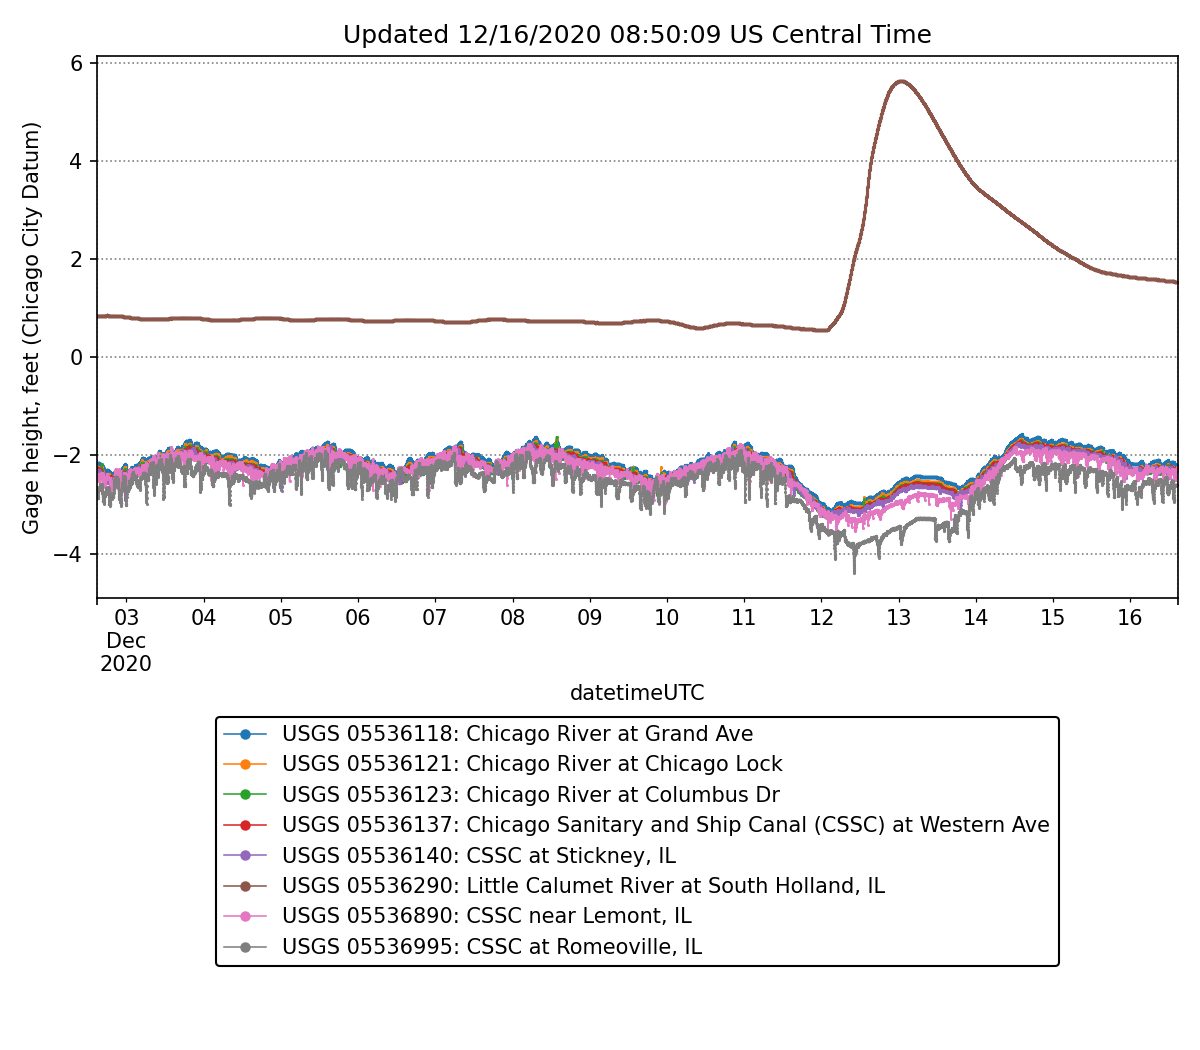 Updated 12/16/2020 08:50:09 US Central Time
Gage height, feet (Chicago City Datum)
6
4
2
0
−2
−4
03 04 05 06 07 08 09 10 11 12 13 14 15 16
Dec
2020
datetimeUTC
USGS 05536118: Chicago River at Grand Ave
USGS 05536121: Chicago River at Chicago Lock
USGS 05536123: Chicago River at Columbus Dr
USGS 05536137: Chicago Sanitary and Ship Canal (CSSC) at Western Ave
USGS 05536140: CSSC at Stickney, IL
USGS 05536290: Little Calumet River at South Holland, IL
USGS 05536890: CSSC near Lemont, IL
USGS 05536995: CSSC at Romeoville, IL